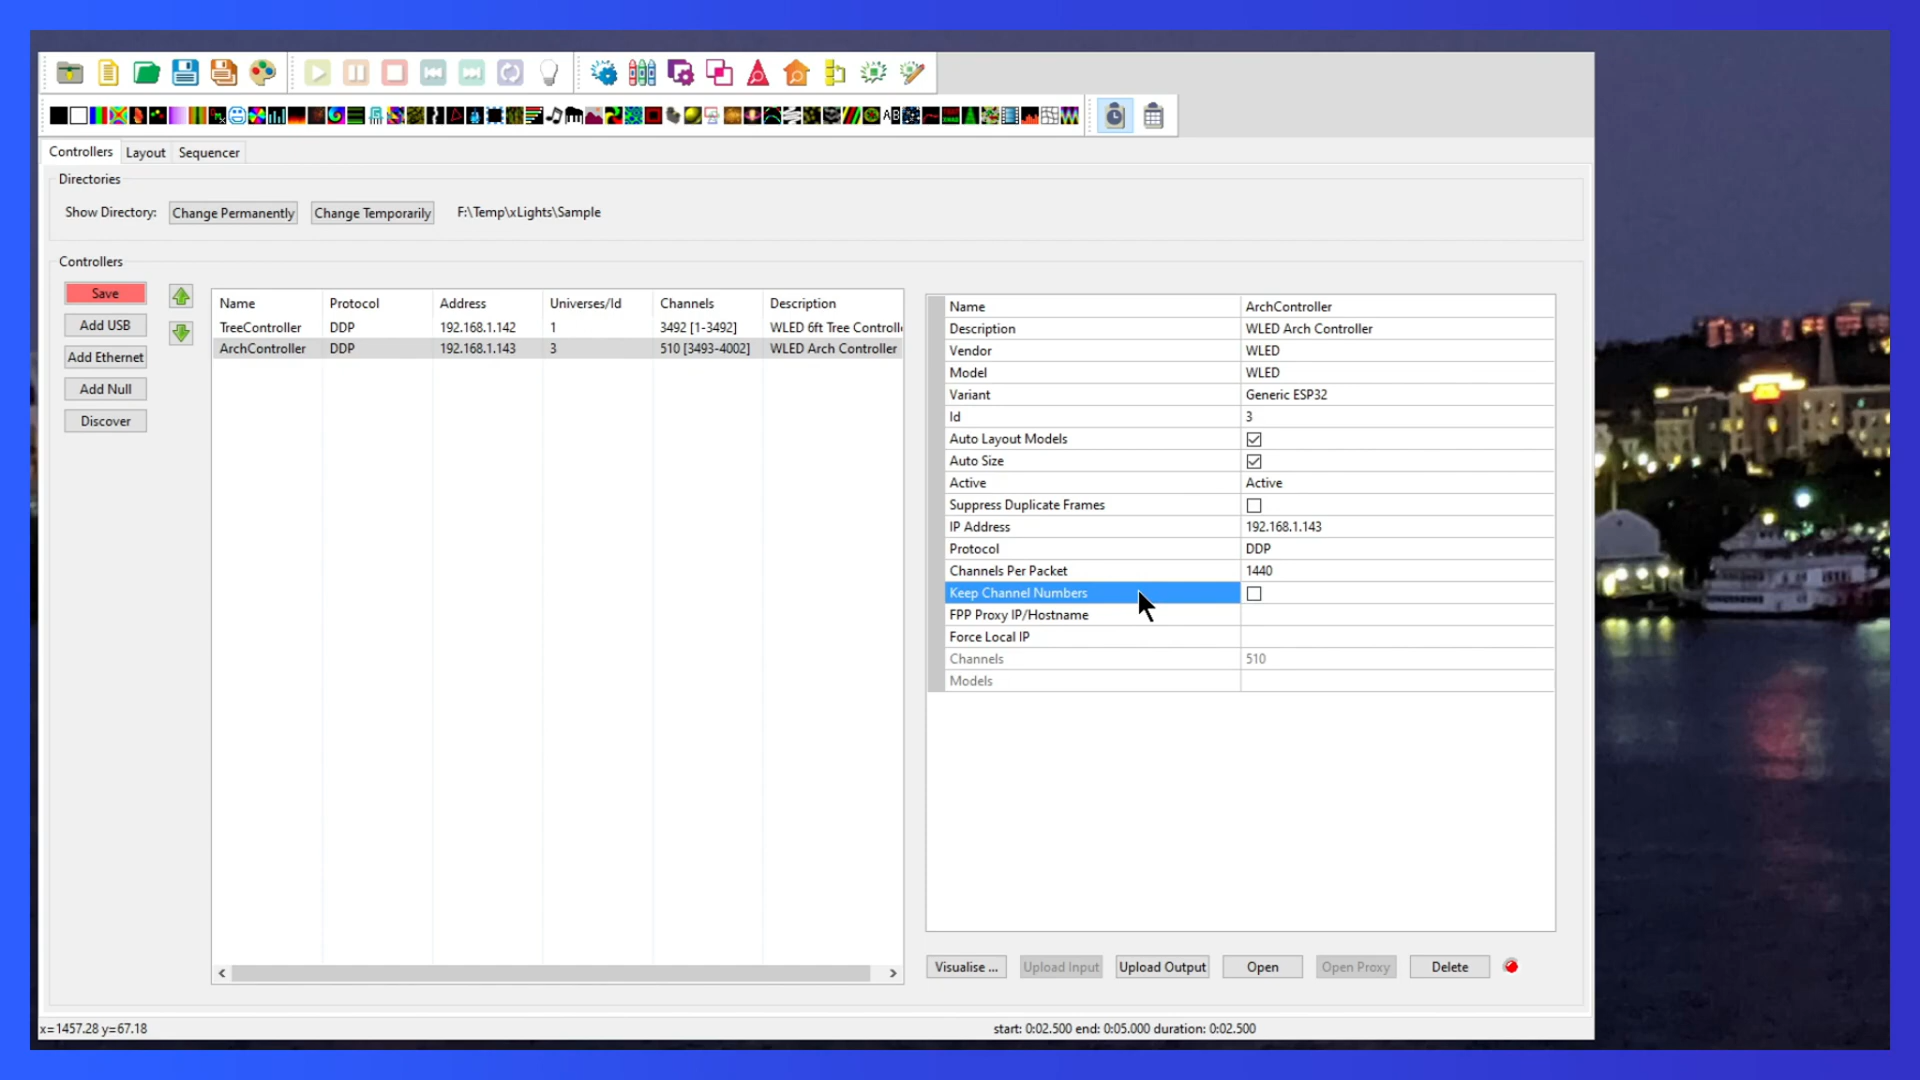 Controllers Layout Sequencer
Directories
Show Directory: Change Permanently Change Temporarily F:\Temp\xLights\Sample
Controllers
Save
Add USB
Add Ethernet
Add Null
Discover
Name Protocol Address Universes/Id Channels Description
TreeController DDP 192.168.1.142 1 3492 [1-3492] WLED 6ft Tree Controll
ArchController DDP 192.168.1.143 3 510 [3493-4002] WLED Arch Controller
Name ArchController
Description WLED Arch Controller
Vendor WLED
Model WLED
Variant Generic ESP32
Id 3
Auto Layout Models
Auto Size
Active Active
Suppress Duplicate Frames
IP Address 192.168.1.143
Protocol DDP
Channels Per Packet 1440
Keep Channel Numbers
FPP Proxy IP/Hostname
Force Local IP
Channels 510
Models
Visualise ... Upload Input Upload Output Open Open Proxy Delete
x=1457.28 y=67.18 start: 0:02.500 end: 0:05.000 duration: 0:02.500